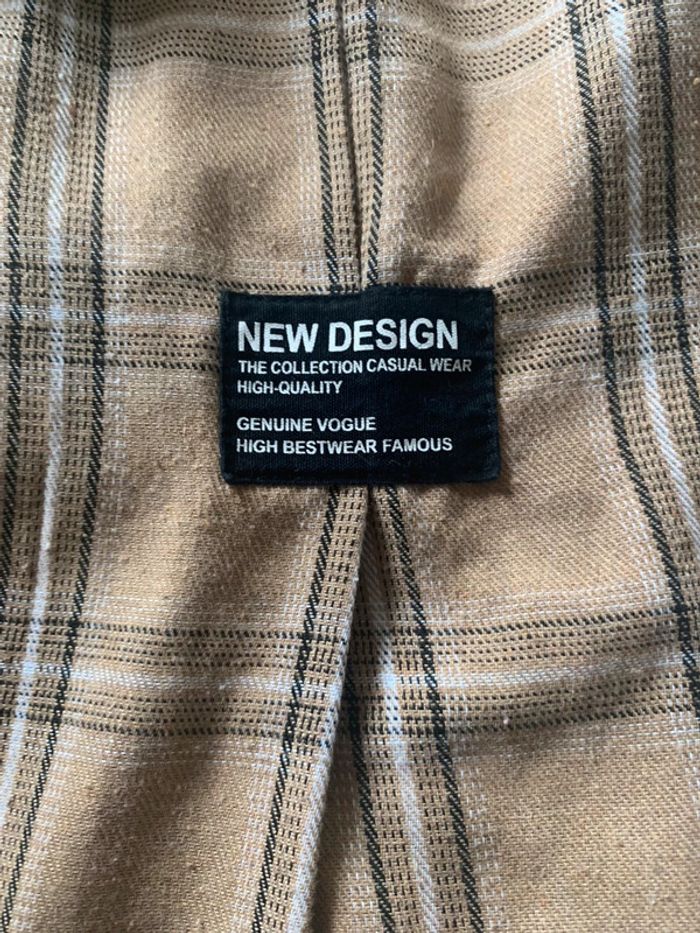 NEW DESIGN
THE COLLECTION CASUAL WEAR
HIGH-QUALITY
GENUINE VOGUE
HIGH BESTWEAR FAMOUS